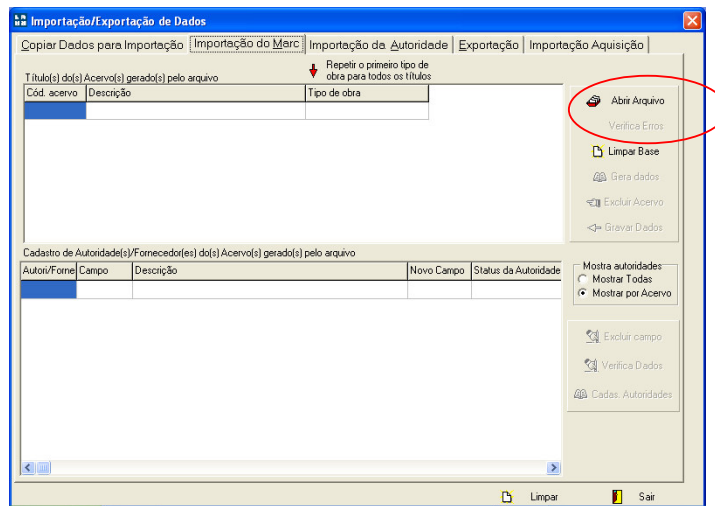 Importação/Exportação de Dados
Copiar Dados para Importação
Importação do Marc
Importação da Autoridade
Exportação
Importação Aquisição
Título(s) do(s) Acervo(s) gerado(s) pelo arquivo
Repetir o primeiro tipo de
obra para todos os títulos
Cód. acervo Descrição Tipo de obra
Abrir Arquivo
Verifica Erros
Limpar Base
Gera dados
Excluir Acervo
Gravar Dados
Cadastro de Autoridade(s)/Fornecedor(es) do(s) Acervo(s) gerado(s) pelo arquivo
Autori/Forne Campo Descrição Novo Campo Status da Autoridade
Mostra autoridades
Mostrar Todas
Mostrar por Acervo
Excluir campo
Verifica Dados
Cadas. Autoridades
Limpar
Sair